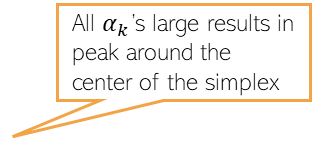 All αₖ's large results in
peak around the
center of the simplex